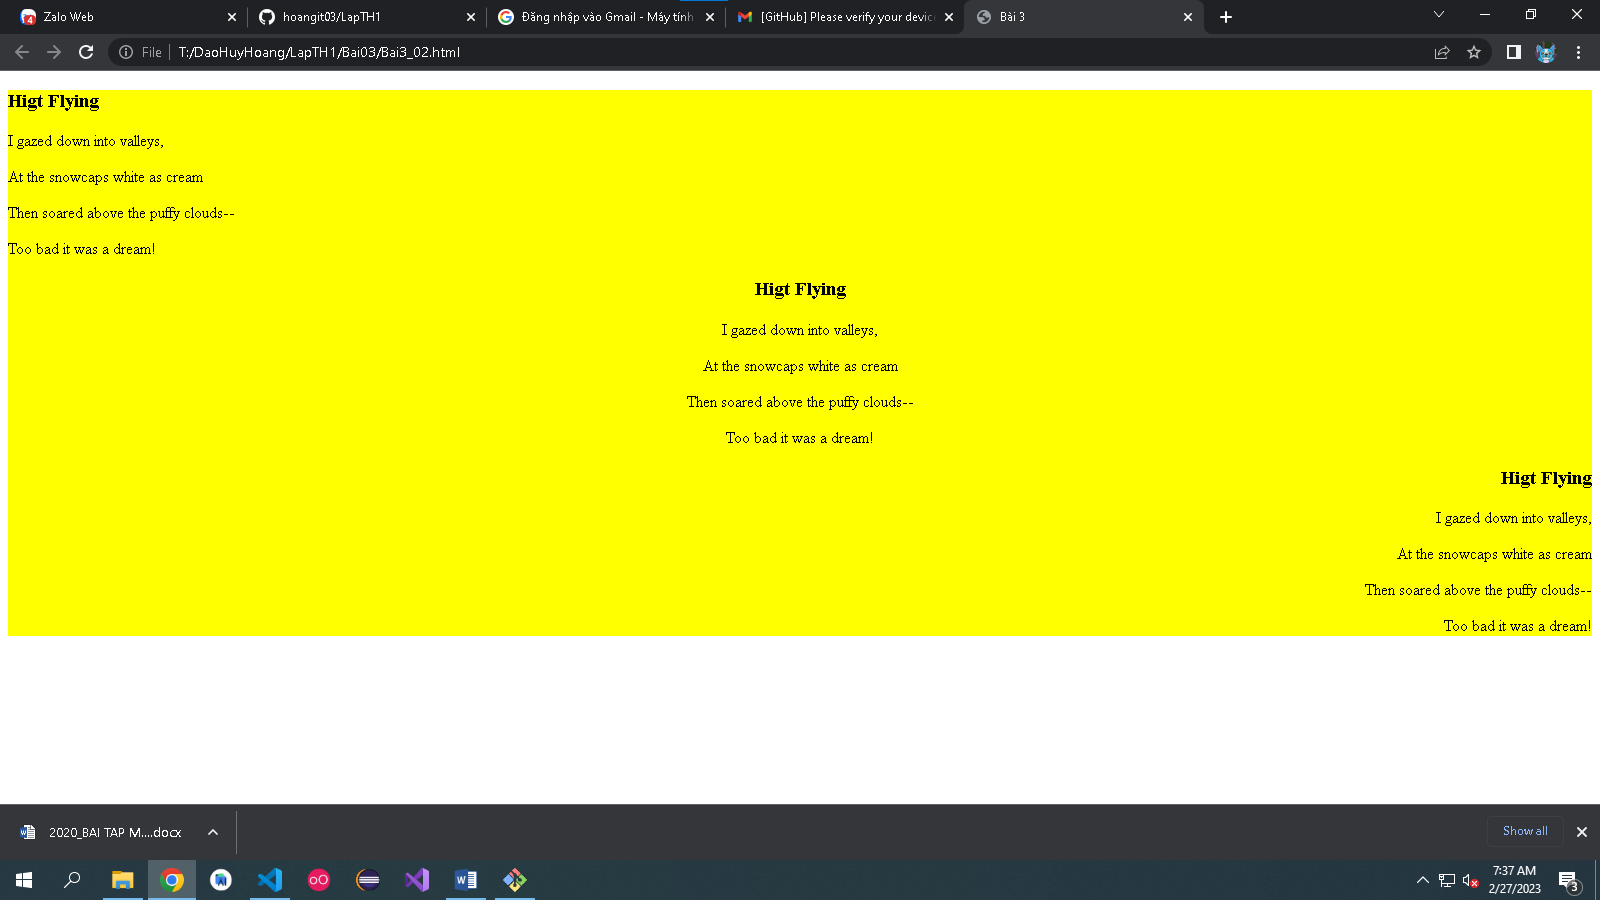 Zalo Web
hoangit03/LapTH1
Đăng nhập vào Gmail - Máy tính
[GitHub] Please verify your device
Bài 3
File
T:/DaoHuyHoang/LapTH1/Bai03/Bai3_02.html
Higt Flying
I gazed down into valleys,
At the snowcaps white as cream
Then soared above the puffy clouds--
Too bad it was a dream!
Higt Flying
I gazed down into valleys,
At the snowcaps white as cream
Then soared above the puffy clouds--
Too bad it was a dream!
Higt Flying
I gazed down into valleys,
At the snowcaps white as cream
Then soared above the puffy clouds--
Too bad it was a dream!
2020_BAI TAP M....docx
Show all
7:37 AM
2/27/2023
3